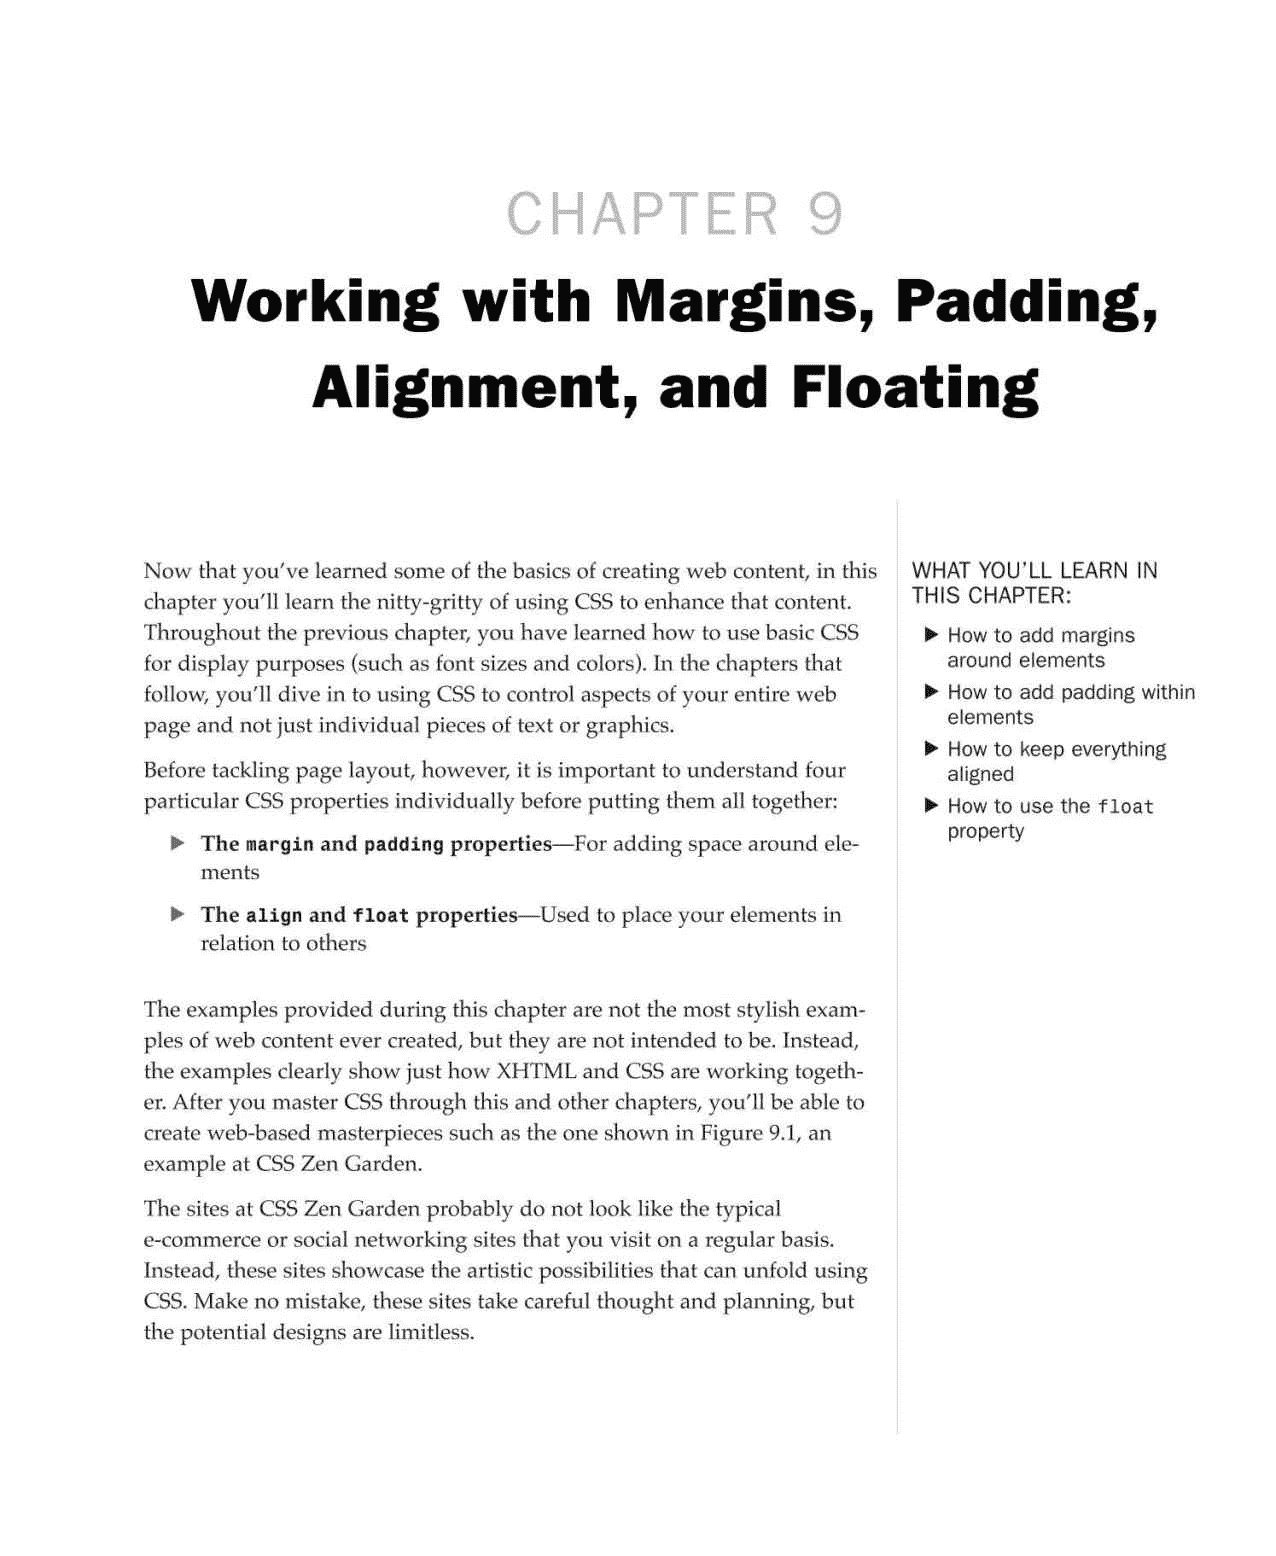 CHAPTER 9
Working with Margins, Padding,
Alignment, and Floating
Now that you've learned some of the basics of creating web content, in this
chapter you'll learn the nitty-gritty of using CSS to enhance that content.
Throughout the previous chapter, you have learned how to use basic CSS
for display purposes (such as font sizes and colors). In the chapters that
follow, you'll dive in to using CSS to control aspects of your entire web
page and not just individual pieces of text or graphics.
Before tackling page layout, however, it is important to understand four
particular CSS properties individually before putting them all together:
▶ The margin and padding properties—For adding space around ele-
ments
▶ The align and float properties—Used to place your elements in
relation to others
The examples provided during this chapter are not the most stylish exam-
ples of web content ever created, but they are not intended to be. Instead,
the examples clearly show just how XHTML and CSS are working togeth-
er. After you master CSS through this and other chapters, you'll be able to
create web-based masterpieces such as the one shown in Figure 9.1, an
example at CSS Zen Garden.
The sites at CSS Zen Garden probably do not look like the typical
e-commerce or social networking sites that you visit on a regular basis.
Instead, these sites showcase the artistic possibilities that can unfold using
CSS. Make no mistake, these sites take careful thought and planning, but
the potential designs are limitless.
WHAT YOU'LL LEARN IN
THIS CHAPTER:
▶ How to add margins
around elements
▶ How to add padding within
elements
▶ How to keep everything
aligned
▶ How to use the float
property